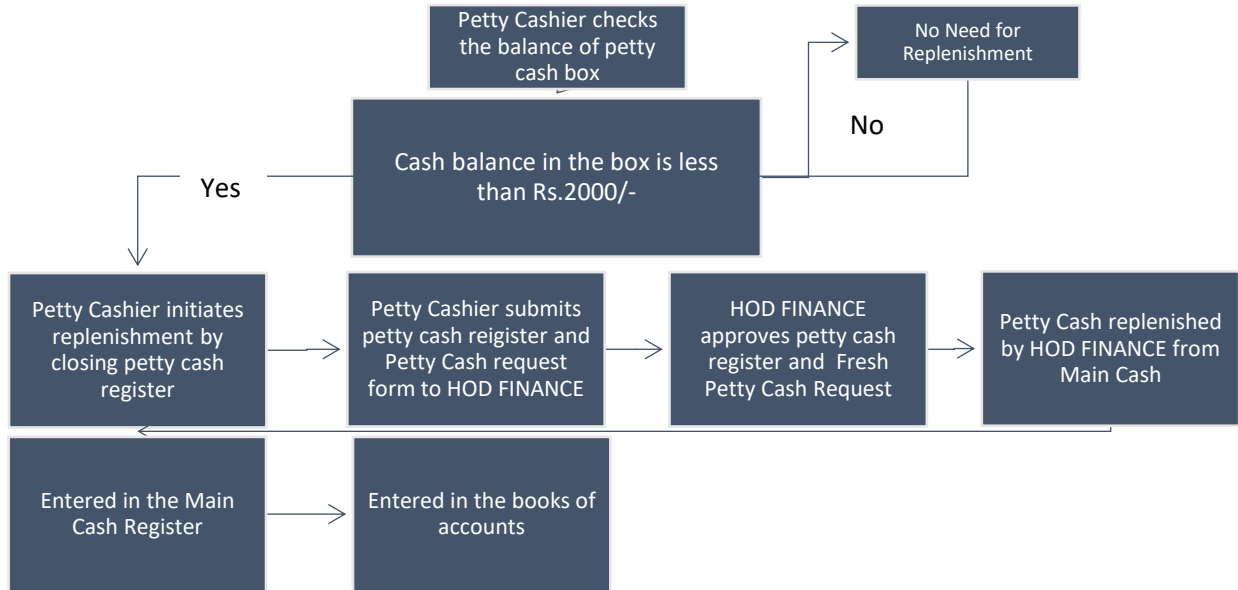 Petty Cashier checks
the balance of petty
cash box
No Need for
Replenishment
No
Cash balance in the box is less
than Rs.2000/-
Yes
Petty Cashier initiates
replenishment by
closing petty cash
register
Petty Cashier submits
petty cash reigister and
Petty Cash request
form to HOD FINANCE
HOD FINANCE
approves petty cash
register and Fresh
Petty Cash Request
Petty Cash replenished
by HOD FINANCE from
Main Cash
Entered in the Main
Cash Register
Entered in the books of
accounts